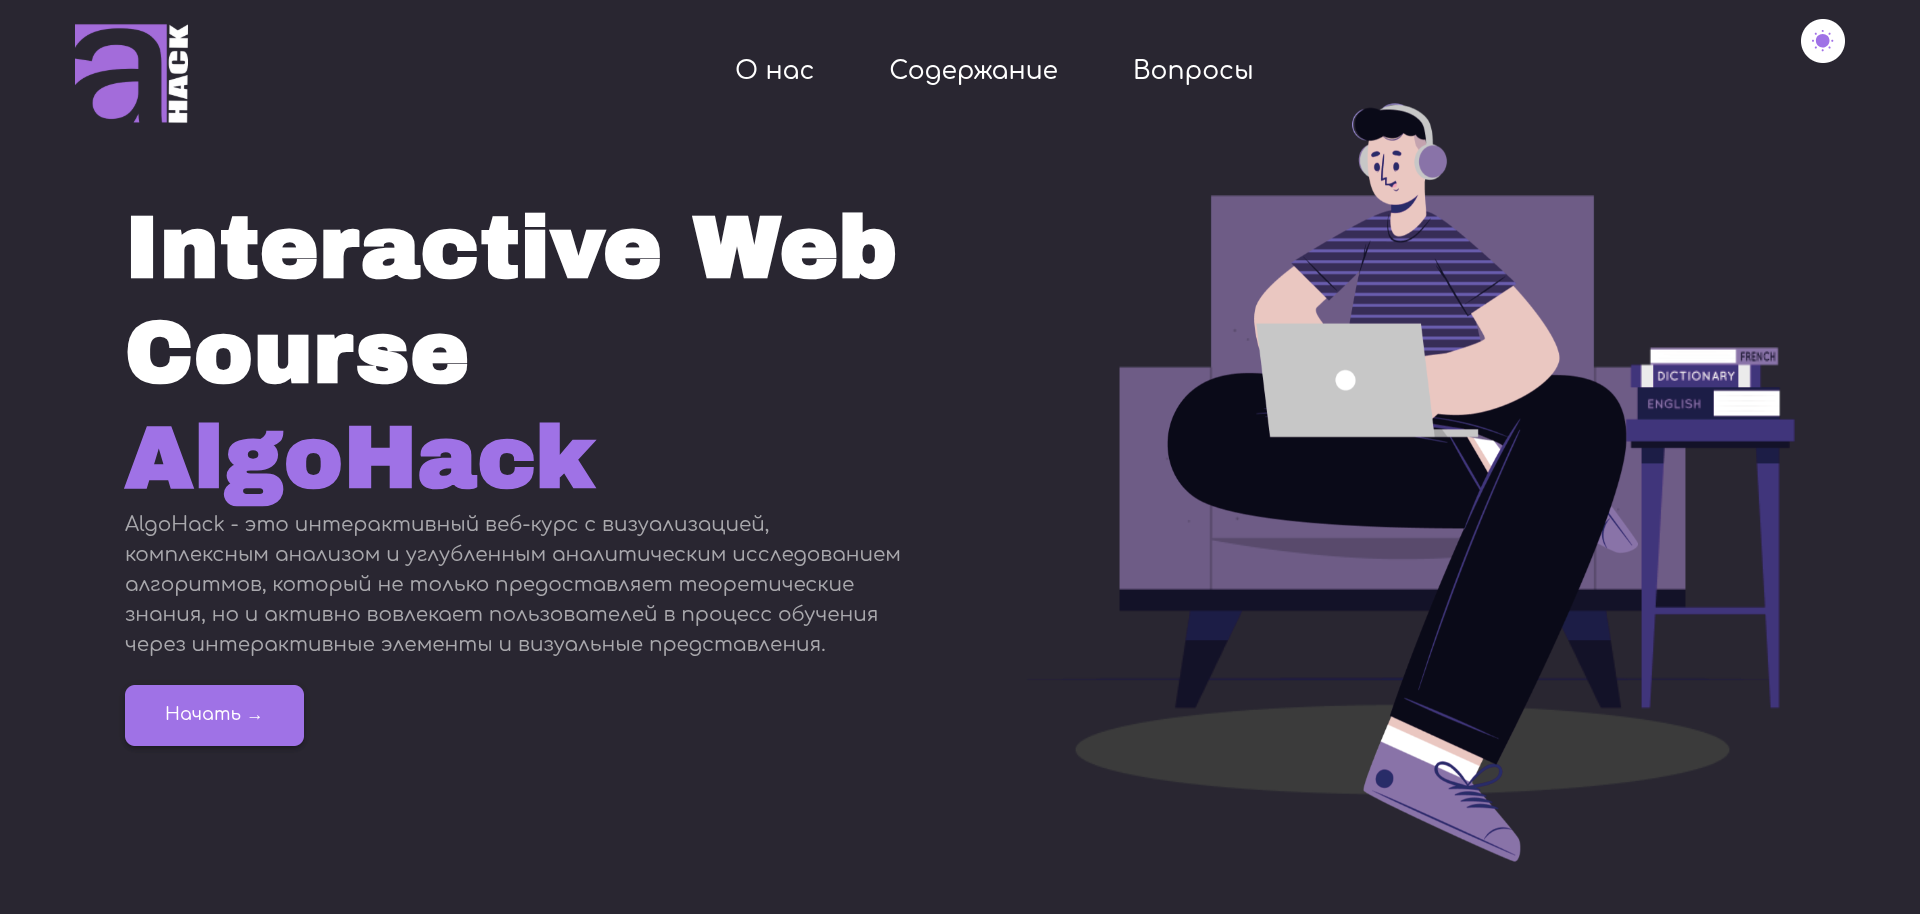 a
HACK
О нас
Содержание
Вопросы
Interactive Web
Course
AlgoHack
AlgoHack - это интерактивный веб-курс с визуализацией,
комплексным анализом и углубленным аналитическим исследованием
алгоритмов, который не только предоставляет теоретические
знания, но и активно вовлекает пользователей в процесс обучения
через интерактивные элементы и визуальные представления.
Начать →
FRENCH
DICTIONARY
ENGLISH